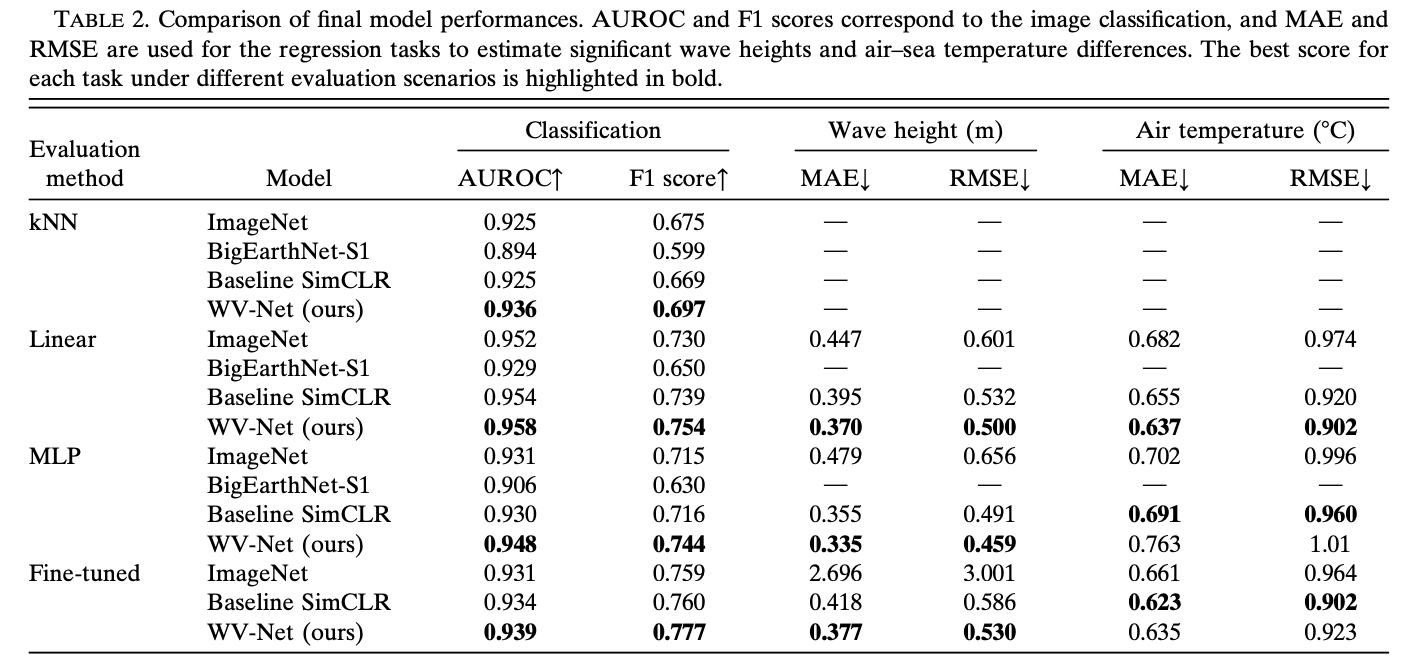 TABLE 2. Comparison of final model performances. AUROC and F1 scores correspond to the image classification, and MAE and
RMSE are used for the regression tasks to estimate significant wave heights and air–sea temperature differences. The best score for
each task under different evaluation scenarios is highlighted in bold.
Classification Wave height (m) Air temperature (°C)
Evaluation
method Model AUROC↑ F1 score↑ MAE↓ RMSE↓ MAE↓ RMSE↓
kNN ImageNet 0.925 0.675 — — — —
BigEarthNet-S1 0.894 0.599 — — — —
Baseline SimCLR 0.925 0.669 — — — —
WV-Net (ours) 0.936 0.697 — — — —
Linear ImageNet 0.952 0.730 0.447 0.601 0.682 0.974
BigEarthNet-S1 0.929 0.650 — — — —
Baseline SimCLR 0.954 0.739 0.395 0.532 0.655 0.920
WV-Net (ours) 0.958 0.754 0.370 0.500 0.637 0.902
MLP ImageNet 0.931 0.715 0.479 0.656 0.702 0.996
BigEarthNet-S1 0.906 0.630 — — — —
Baseline SimCLR 0.930 0.716 0.355 0.491 0.691 0.960
WV-Net (ours) 0.948 0.744 0.335 0.459 0.763 1.01
Fine-tuned ImageNet 0.931 0.759 2.696 3.001 0.661 0.964
Baseline SimCLR 0.934 0.760 0.418 0.586 0.623 0.902
WV-Net (ours) 0.939 0.777 0.377 0.530 0.635 0.923